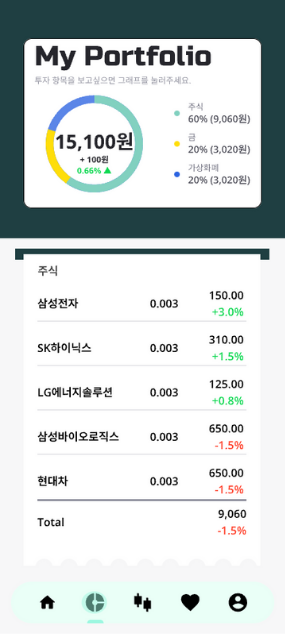 My Portfolio
투자 항목을 보고싶으면 그래프를 눌러주세요.
15,100원
+ 100원
0.66% ▲
주식
60% (9,060원)
금
20% (3,020원)
가상화폐
20% (3,020원)
주식
삼성전자 0.003 150.00
+3.0%
SK하이닉스 0.003 310.00
+1.5%
LG에너지솔루션 0.003 125.00
+0.8%
삼성바이오로직스 0.003 650.00
-1.5%
현대차 0.003 650.00
-1.5%
Total 9,060
-1.5%